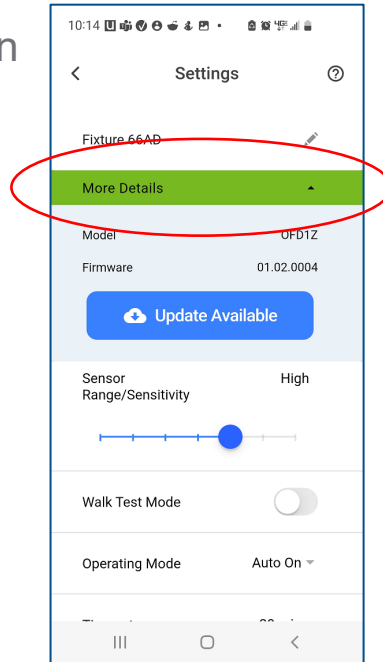 n
10:14
Settings
Fixture 66AD
More Details
Model OFD1Z
Firmware 01.02.0004
Update Available
Sensor High
Range/Sensitivity
Walk Test Mode
Operating Mode Auto On